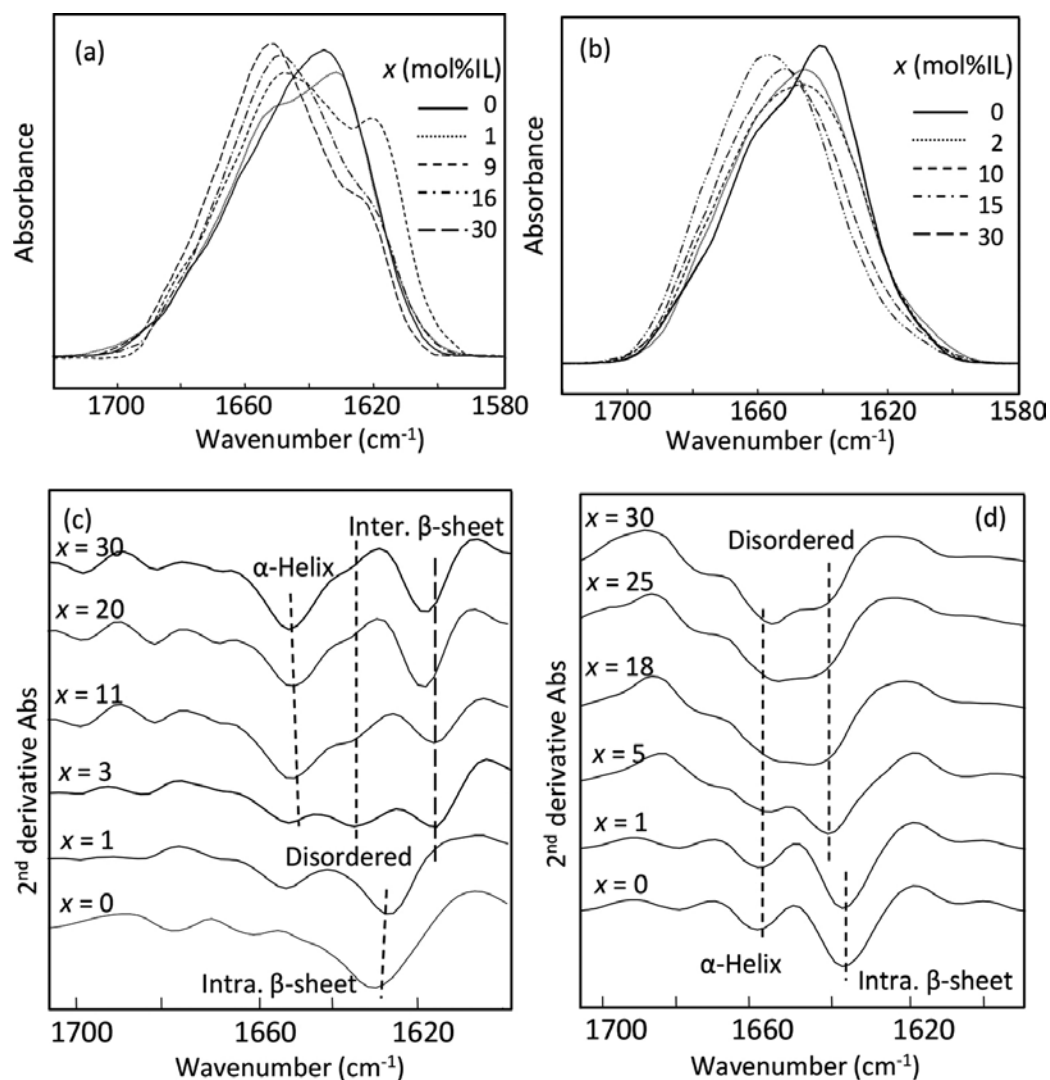 (a)
x (mol%IL)
0
1
9
16
30
Absorbance
1700 1660 1620 1580
Wavenumber (cm⁻¹)
(b)
x (mol%IL)
0
2
10
15
30
Absorbance
1700 1660 1620 1580
Wavenumber (cm⁻¹)
(c)
Inter. β-sheet
x = 30
α-Helix
x = 20
x = 11
x = 3
Disordered
x = 1
x = 0
Intra. β-sheet
2ⁿᵈ derivative Abs
1700 1660 1620
Wavenumber (cm⁻¹)
(d)
x = 30
Disordered
x = 25
x = 18
x = 5
x = 1
x = 0
α-Helix
Intra. β-sheet
2ⁿᵈ derivative Abs
1700 1660 1620
Wavenumber (cm⁻¹)